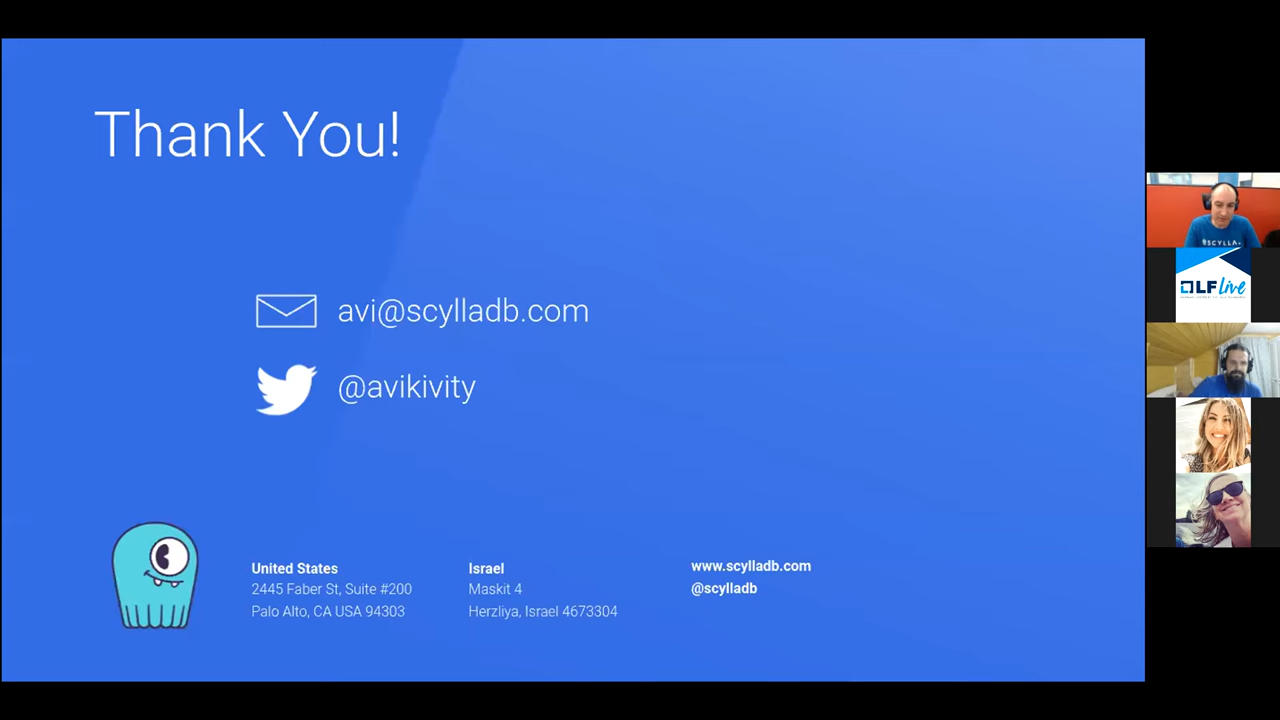 Thank You!
avi@scylladb.com
@avikivity
United States
2445 Faber St, Suite #200
Palo Alto, CA USA 94303
Israel
Maskit 4
Herzliya, Israel 4673304
www.scylladb.com
@scylladb
SCYLLA
LF Live